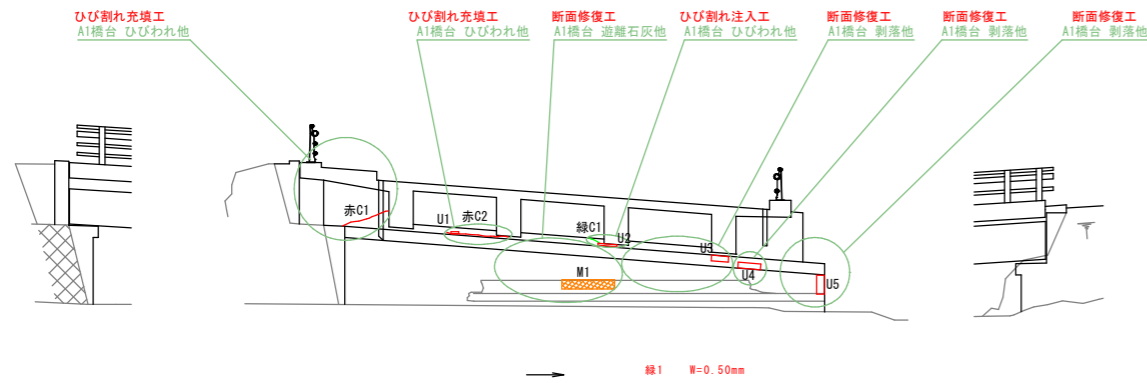 ひび割れ充填工
A1橋台 ひびわれ他
ひび割れ充填工
A1橋台 ひびわれ他
断面修復工
A1橋台 遊離石灰他
ひび割れ注入工
A1橋台 ひびわれ他
断面修復工
A1橋台 剥落他
断面修復工
A1橋台 剥落他
断面修復工
A1橋台 剥落他
赤C1
U1
赤C2
緑C1
U2
U3
M1
U4
U5
緑1 W=0.50mm